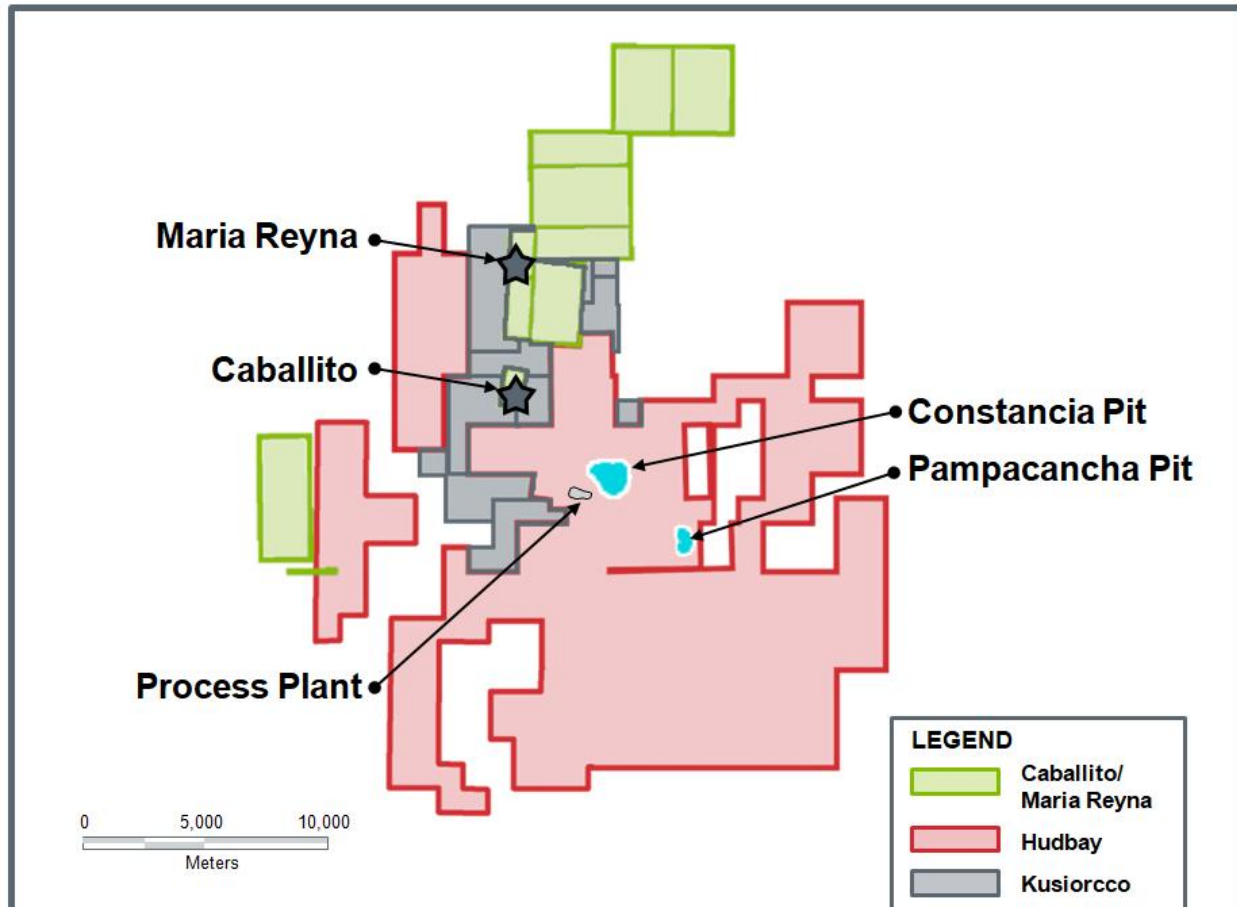 Maria Reyna
Caballito
Constancia Pit
Pampacancha Pit
Process Plant
LEGEND
Caballito/
Maria Reyna
Hudbay
Kusiorcco
0 5,000 10,000
Meters